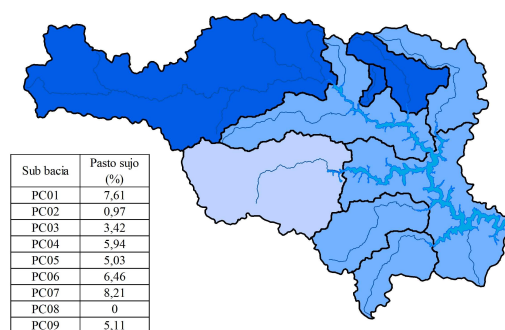 Sub bacia Pasto sujo (%)
PC01 7,61
PC02 0,97
PC03 3,42
PC04 5,94
PC05 5,03
PC06 6,46
PC07 8,21
PC08 0
PC09 5,11